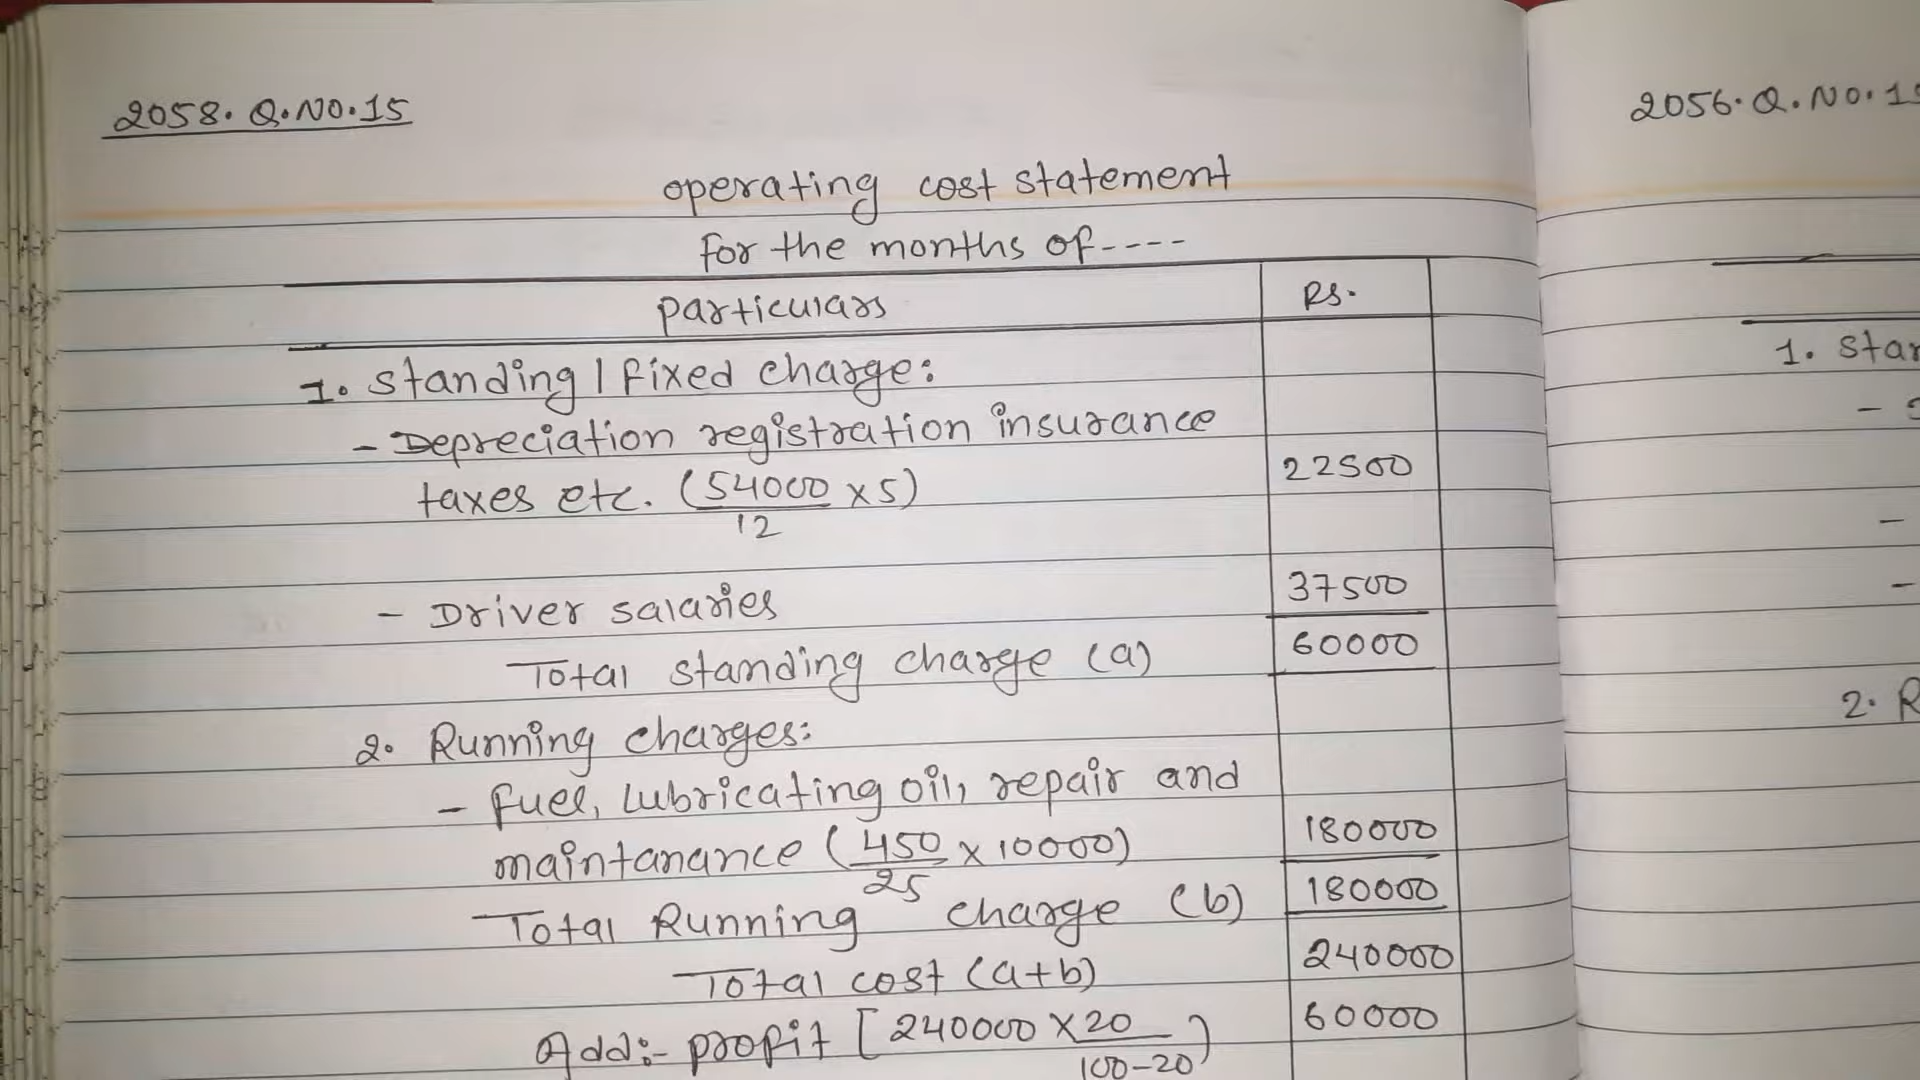 2058. Q.NO.15
operating cost statement
for the months of----
particulars Rs.
1. Standing / fixed charge:
- Depreciation registration insurance
taxes etc. (54000/12 x 5) 22500
- Driver salaries 37500
Total standing charge (a) 60000
2. Running charges:
- fuel, lubricating oil, repair and
maintanance (450/25 x 10000) 180000
Total Running charge (b) 180000
Total cost (a+b) 240000
Add:- profit [240000 x 20/100-20) 60000
2056. Q. NO. 1
1. Star
-
-
-
2. R